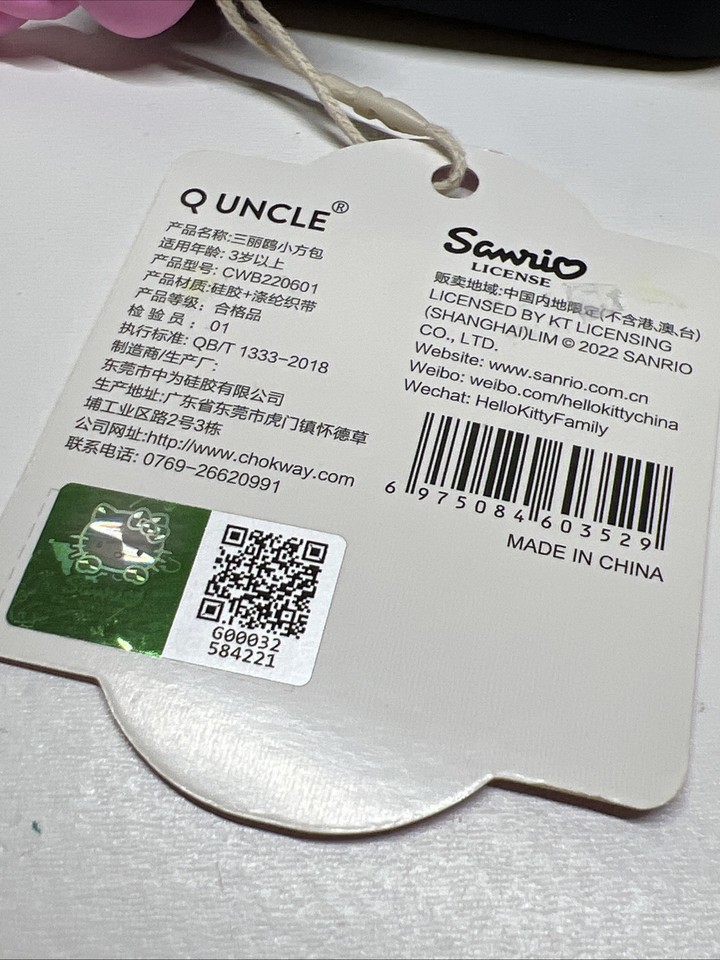 Q UNCLE®
产品名称:三丽鸥小方包
适用年龄: 3岁以上
产品型号: CWB220601
产品材质:硅胶+涤纶织带
产品等级: 合格品
检 验 员 : 01
执行标准: QB/T 1333-2018
制造商/生产厂:
东莞市中为硅胶有限公司
生产地址:广东省东莞市虎门镇怀德草
埔工业区路2号3栋
公司网址:http://www.chokway.com
联系电话: 0769-26620991
G00032
584221
Sanrio
LICENSE
贩卖地域:中国内地限定(不含港、澳、台)
LICENSED BY KT LICENSING
(SHANGHAI)LIM © 2022 SANRIO
CO., LTD.
Website: www.sanrio.com.cn
Weibo: weibo.com/hellokittychina
Wechat: HelloKittyFamily
6 975084 603529
MADE IN CHINA